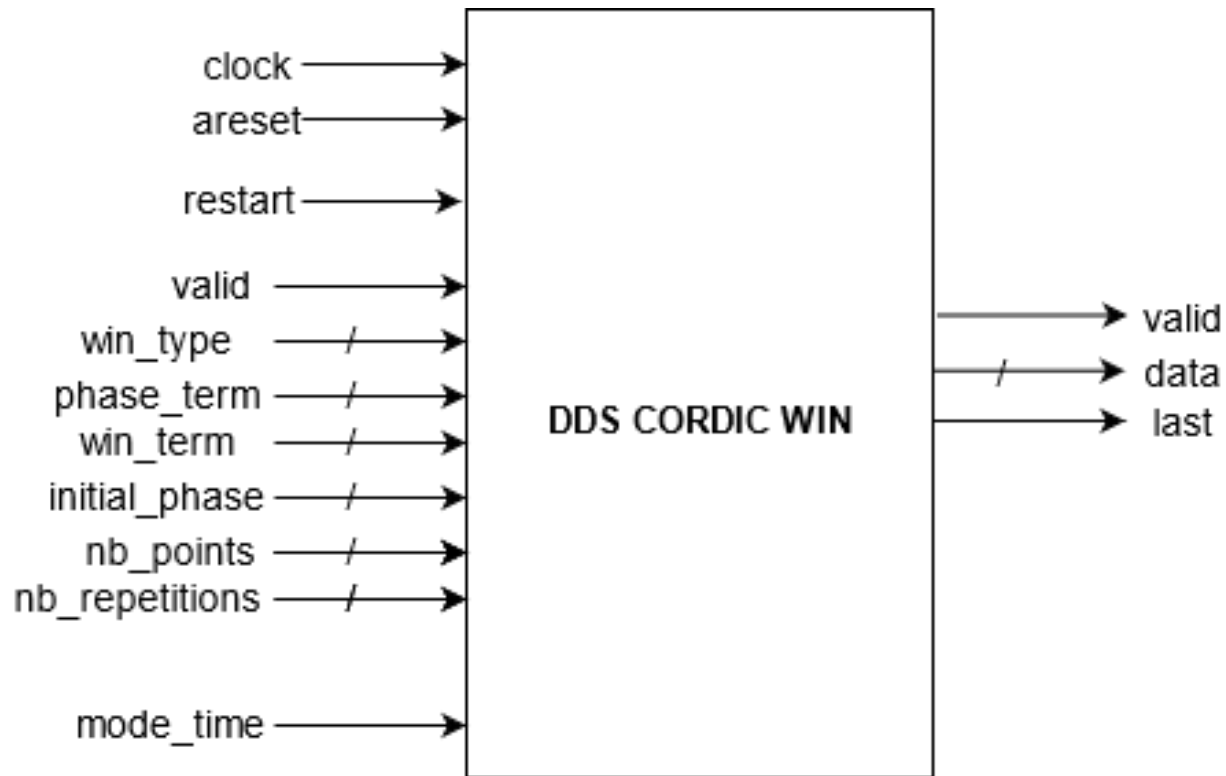 clock
areset
restart
valid
win_type
phase_term
win_term
initial_phase
nb_points
nb_repetitions
mode_time
DDS CORDIC WIN
valid
data
last